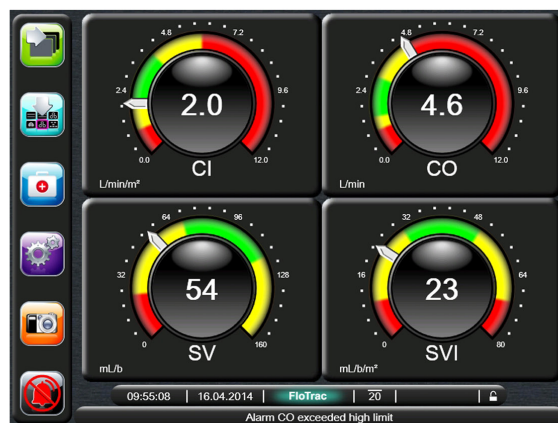 4.8 7.2
2.4 9.6
2.0
0.0 12.0
CI
L/min/m²
4.8 7.2
2.4 9.6
4.6
0.0 12.0
CO
L/min
64 96
32 128
54
0 160
SV
mL/b
32 48
16 64
23
0 80
SVI
mL/b/m²
09:55:08 | 16.04.2014 | FloTrac | 20 |
Alarm CO exceeded high limit